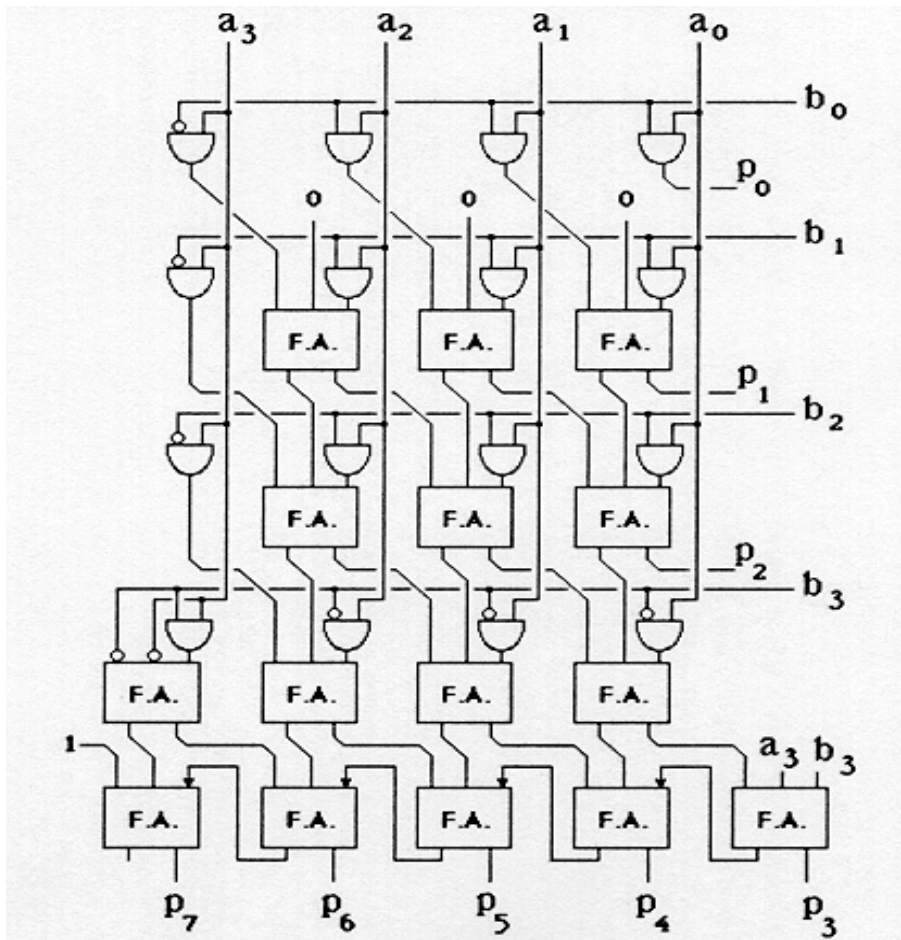 a3 a2 a1 a0
b0
p0
0 0 0
b1
F.A. F.A. F.A.
p1
b2
F.A. F.A. F.A.
p2
b3
F.A. F.A. F.A. F.A.
1 a3 b3
F.A. F.A. F.A. F.A. F.A.
p7 p6 p5 p4 p3